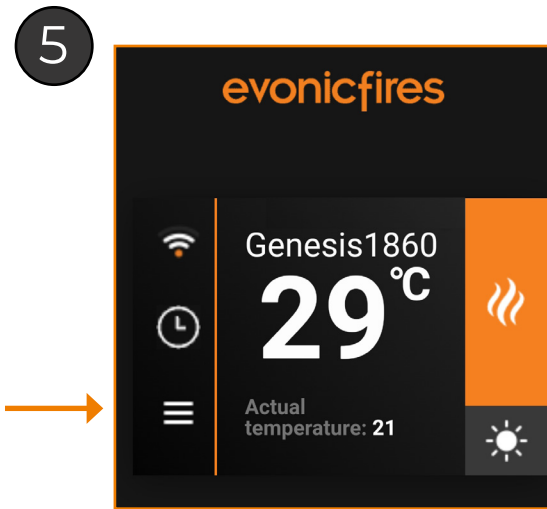 5
evonicfires
Genesis1860
29°C
Actual
temperature: 21